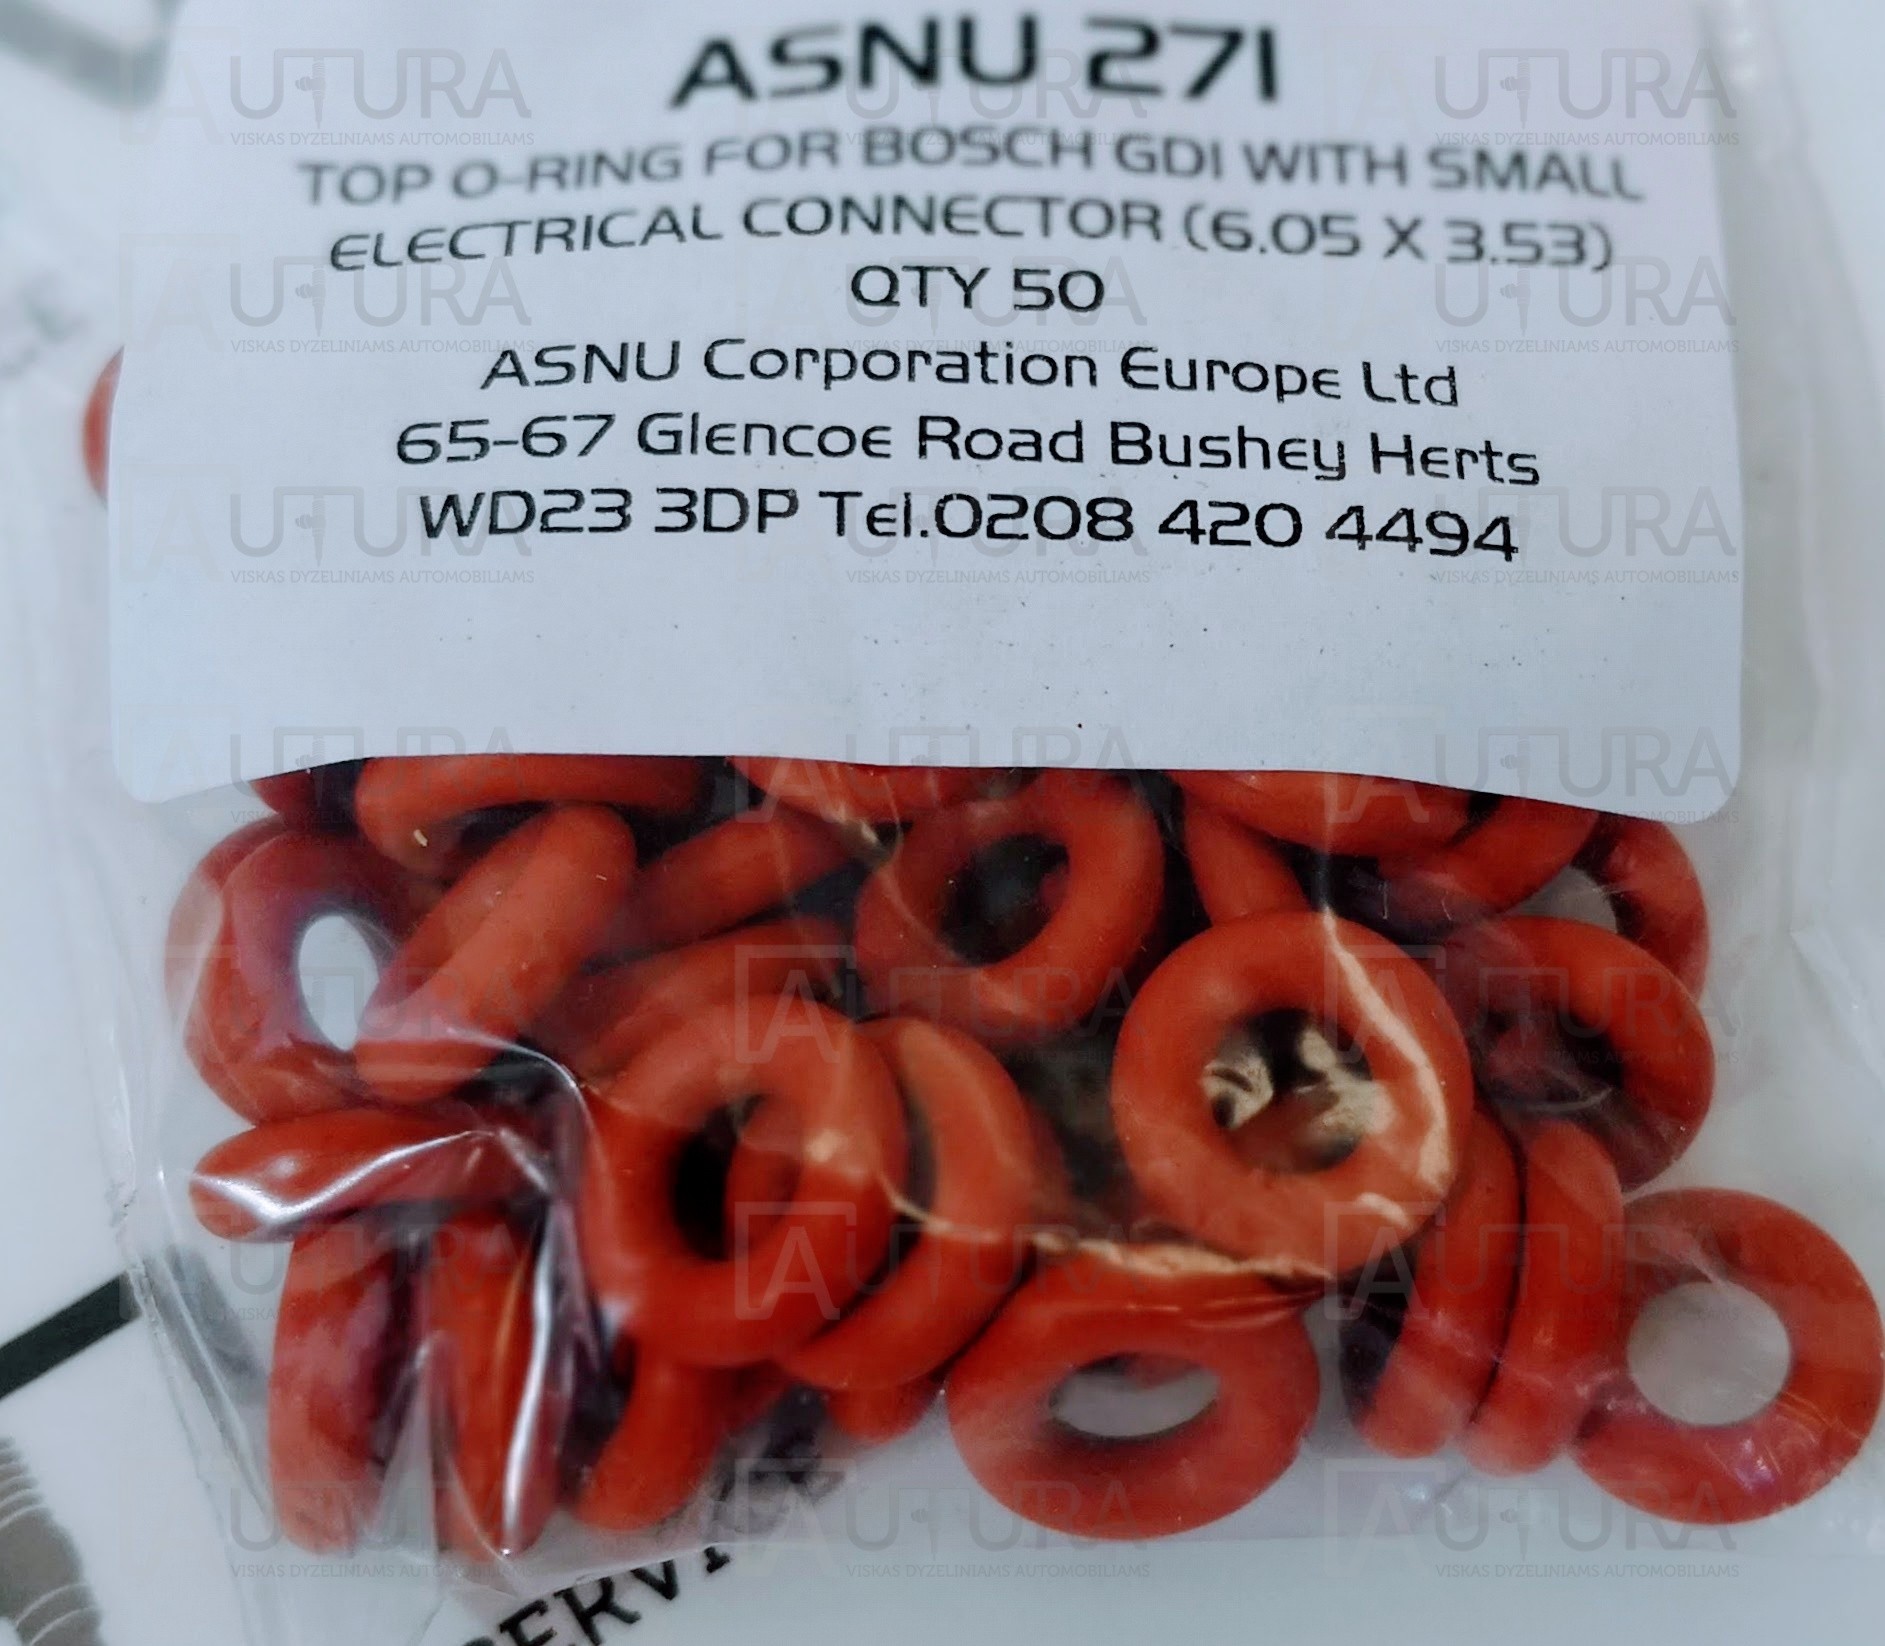 ASNU 271
TOP O-RING FOR BOSCH GDI WITH SMALL
ELECTRICAL CONNECTOR (6.05 X 3.53)
QTY 50
ASNU Corporation Europe Ltd
65-67 Glencoe Road Bushey Herts
WD23 3DP Tel.0208 420 4494
AUTURA
VISKAS DYZELINIAMS AUTOMOBILIAMS